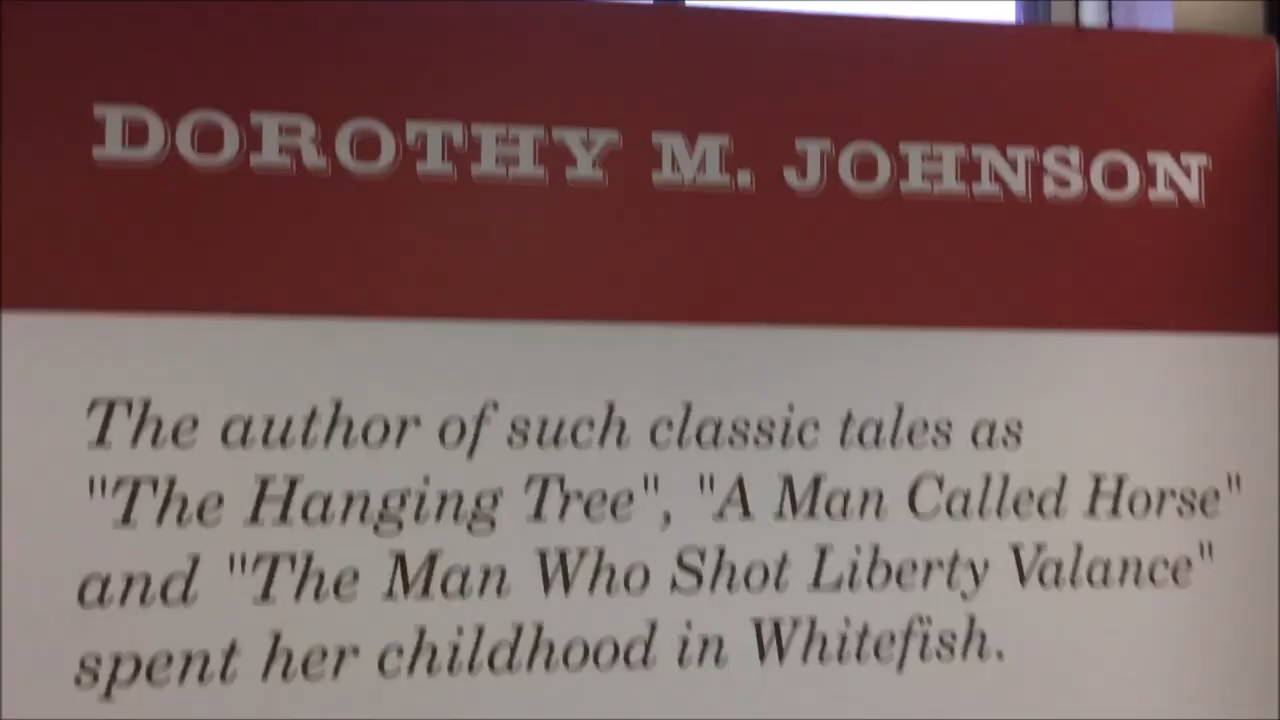 DOROTHY M. JOHNSON
The author of such classic tales as
"The Hanging Tree", "A Man Called Horse"
and "The Man Who Shot Liberty Valance"
spent her childhood in Whitefish.